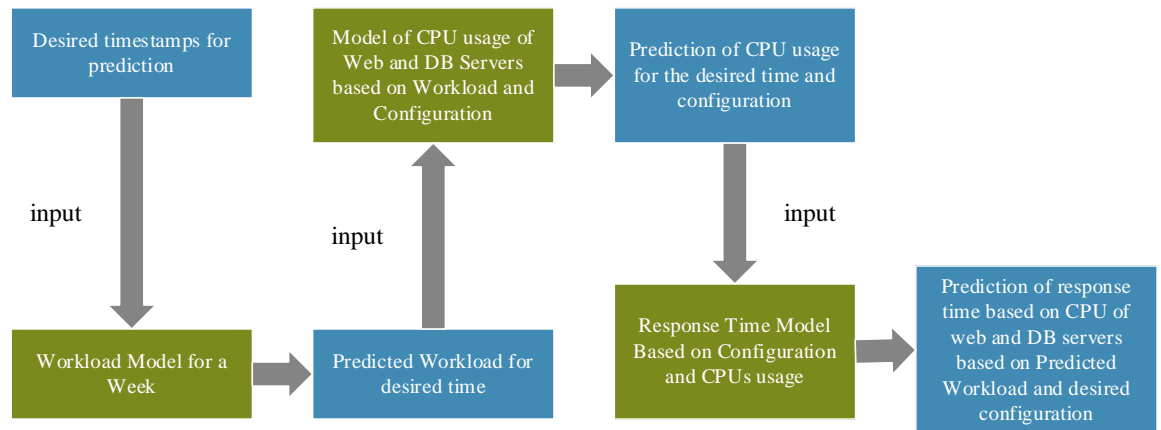 Desired timestamps for
prediction
input
Workload Model for a
Week
Predicted Workload for
desired time
input
Model of CPU usage of
Web and DB Servers
based on Workload and
Configuration
Prediction of CPU usage
for the desired time and
configuration
input
Response Time Model
Based on Configuration
and CPUs usage
Prediction of response
time based on CPU of
web and DB servers
based on Predicted
Workload and desired
configuration